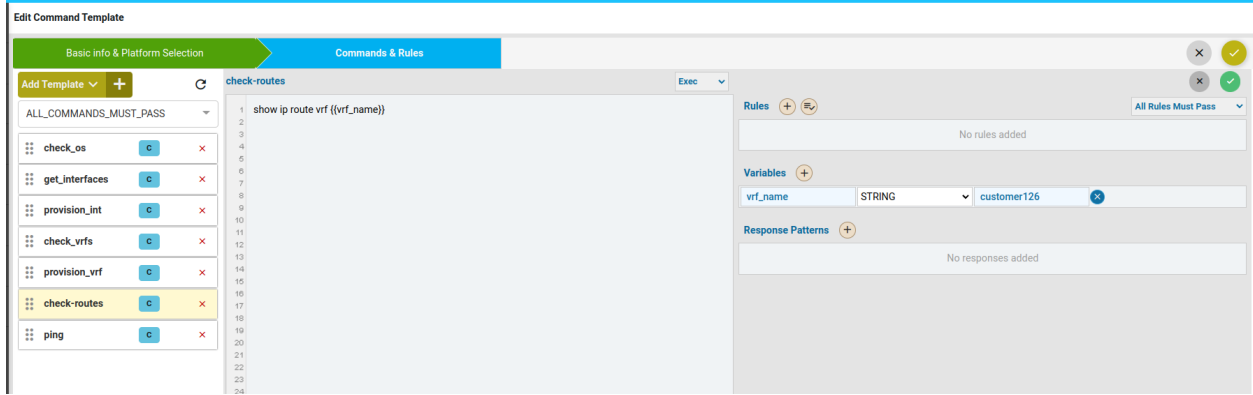 Edit Command Template
Basic info & Platform Selection
Commands & Rules
Add Template
check-routes
Exec
ALL_COMMANDS_MUST_PASS
check_os C
get_interfaces C
provision_int C
check_vrfs C
provision_vrf C
check-routes C
ping C
1 show ip route vrf {{vrf_name}}
2
3
4
5
6
7
8
9
10
11
12
13
14
15
16
17
18
19
20
21
22
23
24
Rules
All Rules Must Pass
No rules added
Variables
vrf_name STRING customer126
Response Patterns
No responses added